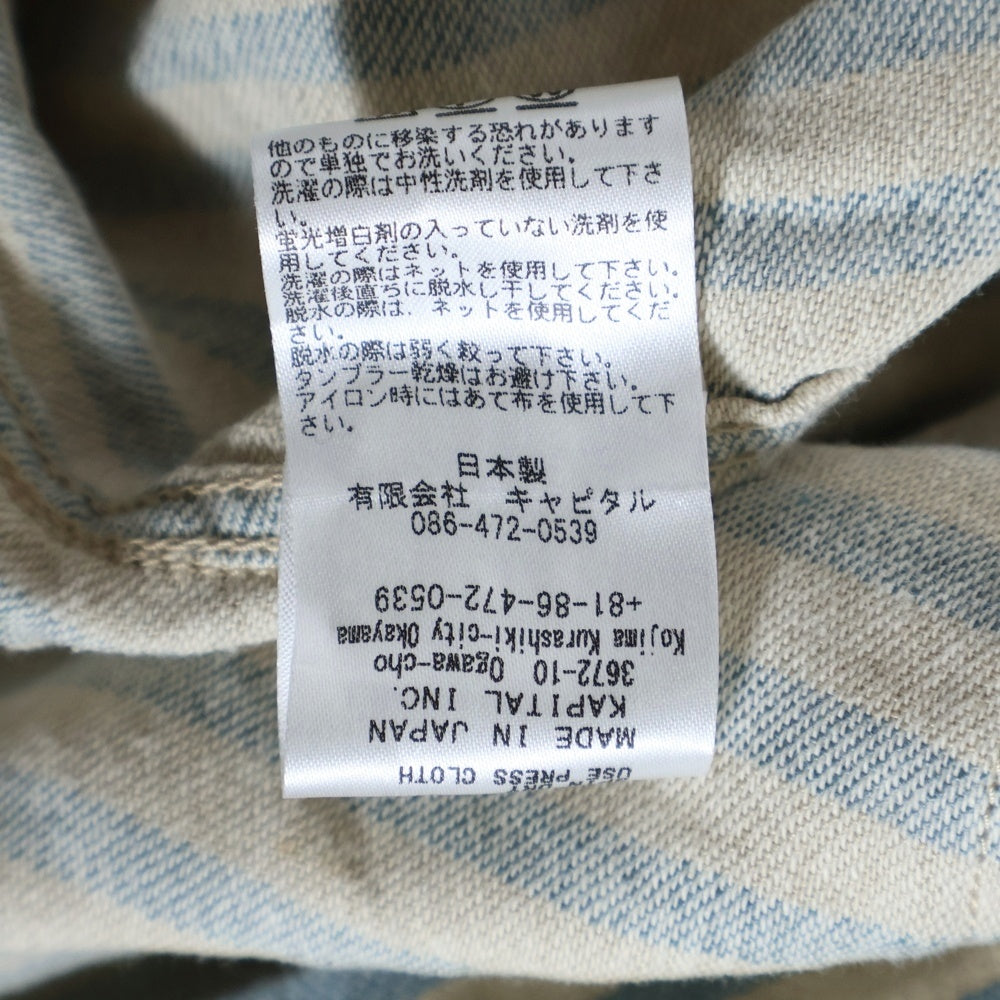 他のものに移染する恐れがあります
ので単独でお洗いください。
洗濯の際は中性洗剤を使用して下さ
い。
蛍光増白剤の入っていない洗剤を使
用してください。
洗濯の際はネットを使用して下さい。
洗濯後直ちに脱水し干してください。
脱水の際は、ネットを使用してくだ
さい。
脱水の際は弱く絞って下さい。
タンブラー乾燥はお避け下さい。
アイロン時にはあて布を使用して下
さい。
日本製
有限会社 キャピタル
086-472-0539
USE PRESS CLOTH
MADE IN JAPAN
KAPITAL INC.
3672-10 Ogawa-cho
Kojima Kurashiki-city Okayama
+81-86-472-0539